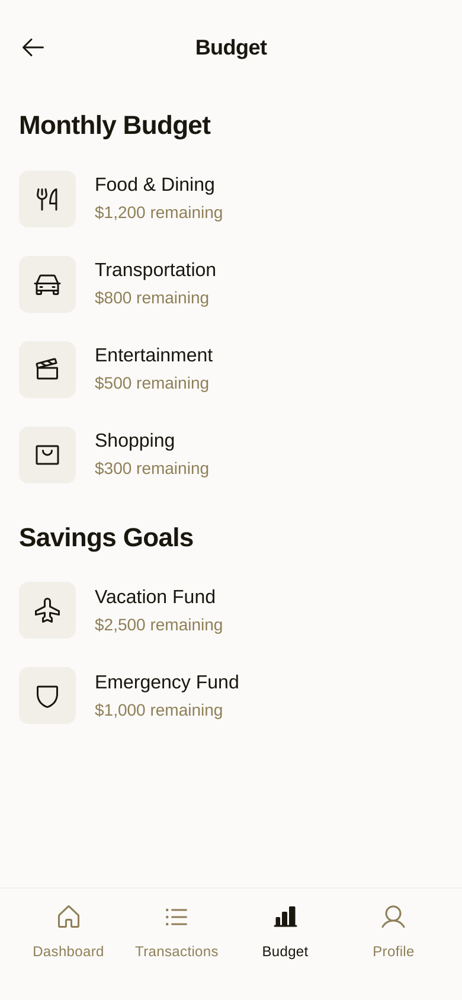 Budget
Monthly Budget
Food & Dining
$1,200 remaining
Transportation
$800 remaining
Entertainment
$500 remaining
Shopping
$300 remaining
Savings Goals
Vacation Fund
$2,500 remaining
Emergency Fund
$1,000 remaining
Dashboard
Transactions
Budget
Profile